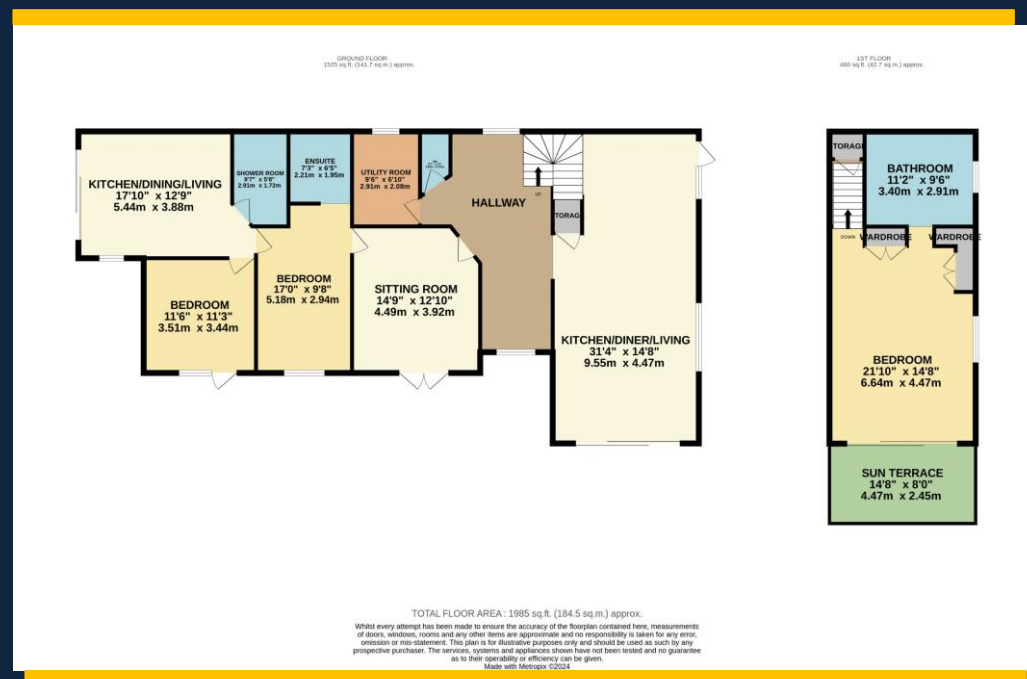 GROUND FLOOR
1525 sq.ft. (141.7 sq.m.) approx.
1ST FLOOR
460 sq.ft. (42.7 sq.m.) approx.
KITCHEN/DINING/LIVING
17'10" x 12'9"
5.44m x 3.88m
SHOWER ROOM
9'7" x 5'8"
2.91m x 1.72m
ENSUITE
7'3" x 6'5"
2.21m x 1.95m
UTILITY ROOM
9'6" x 6'10"
2.91m x 2.08m
HALLWAY
UP
TORAG
BEDROOM
11'6" x 11'3"
3.51m x 3.44m
BEDROOM
17'0" x 9'8"
5.18m x 2.94m
SITTING ROOM
14'9" x 12'10"
4.49m x 3.92m
KITCHEN/DINER/LIVING
31'4" x 14'8"
9.55m x 4.47m
TORAG
BATHROOM
11'2" x 9'6"
3.40m x 2.91m
DOWN
WARDROBE
WARDROBE
BEDROOM
21'10" x 14'8"
6.64m x 4.47m
SUN TERRACE
14'8" x 8'0"
4.47m x 2.45m
TOTAL FLOOR AREA : 1985 sq.ft. (184.5 sq.m.) approx.
Whilst every attempt has been made to ensure the accuracy of the floorplan contained here, measurements
of doors, windows, rooms and any other items are approximate and no responsibility is taken for any error,
omission or mis-statement. This plan is for illustrative purposes only and should be used as such by any
prospective purchaser. The services, systems and appliances shown have not been tested and no guarantee
as to their operability or efficiency can be given.
Made with Metropix ©2024